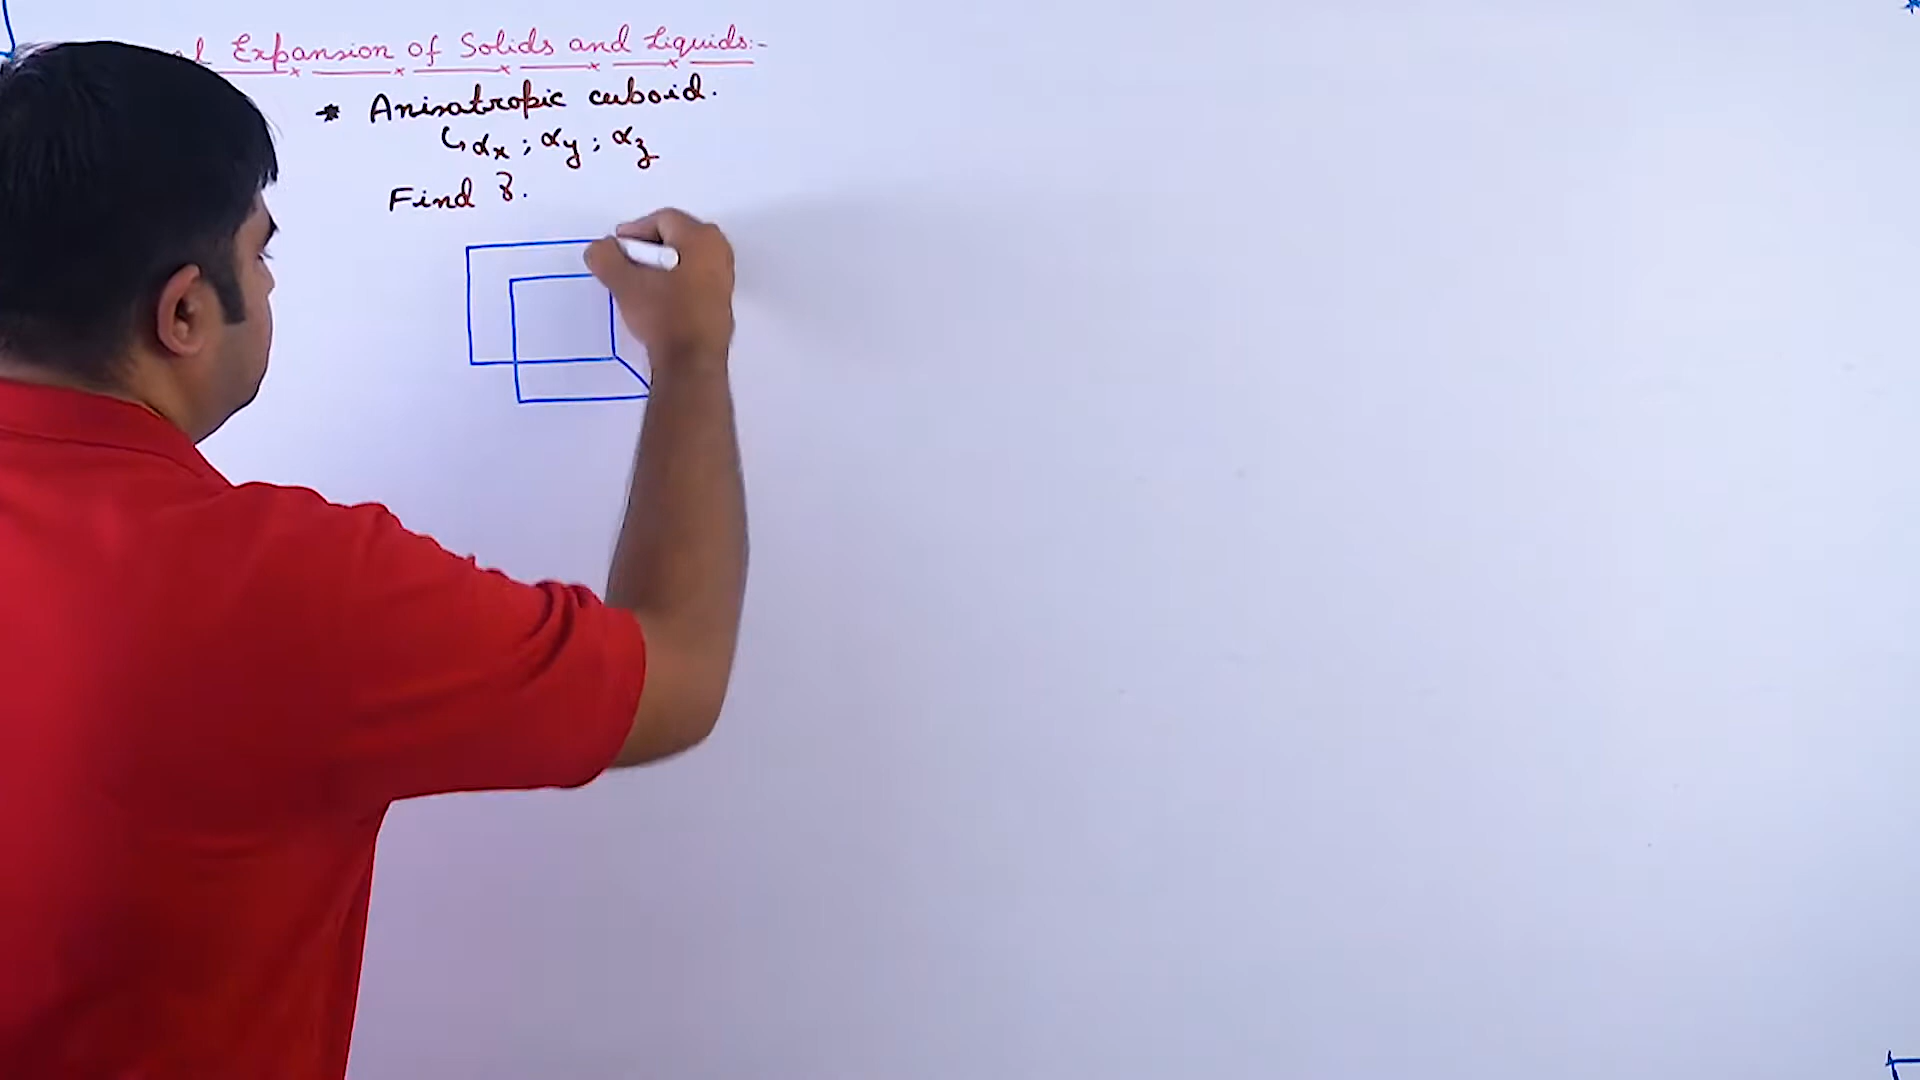 l Expansion of Solids and Liquids:-
* Anisotropic cuboid.
↳ αx ; αy ; αz
Find γ.